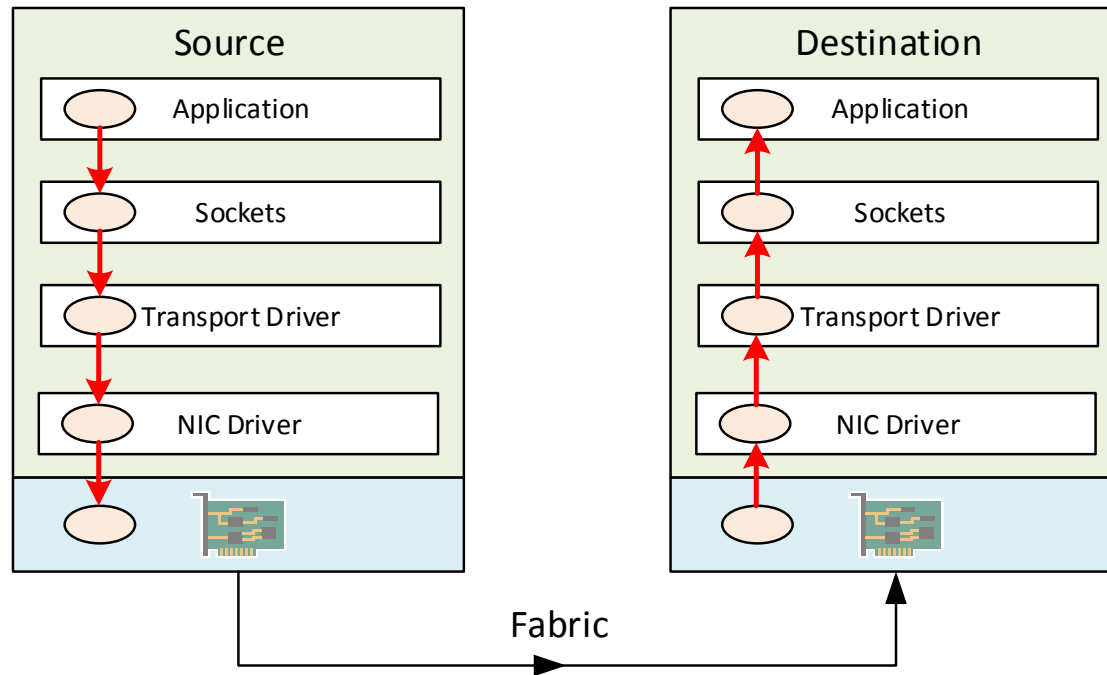 Source
Application
Sockets
Transport Driver
NIC Driver
Destination
Application
Sockets
Transport Driver
NIC Driver
Fabric